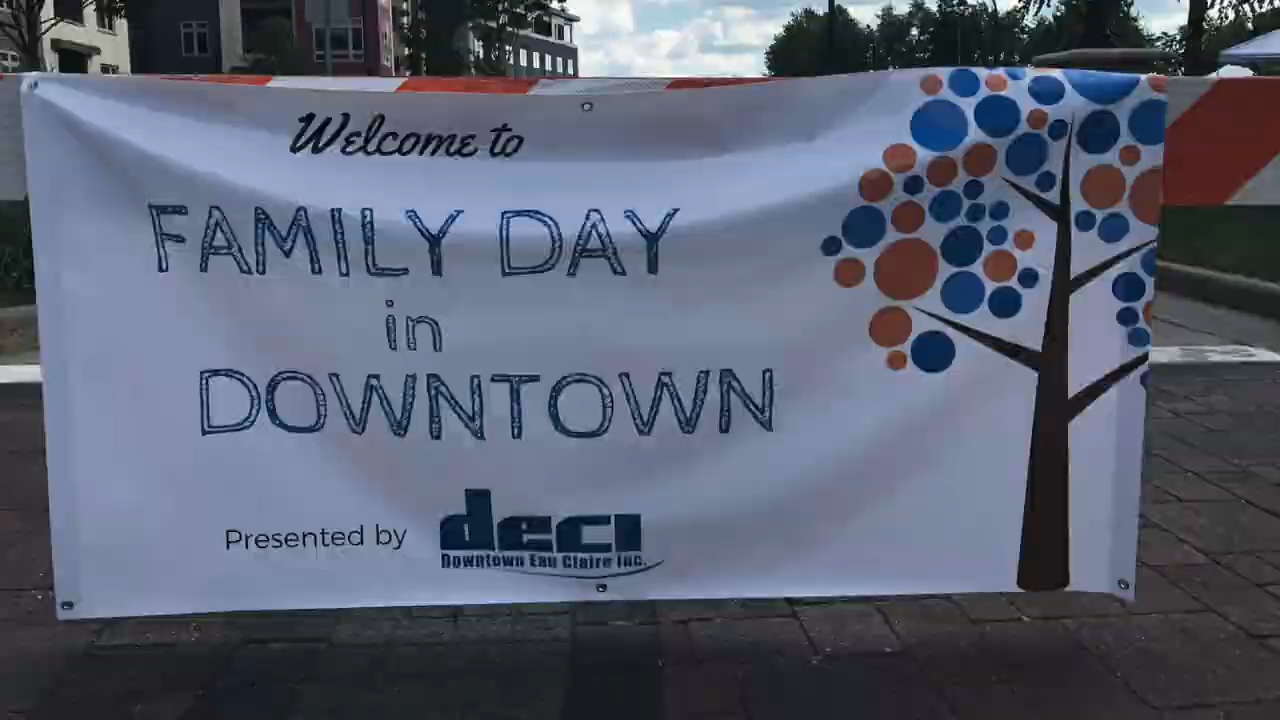 Welcome to
FAMILY DAY
in
DOWNTOWN
Presented by deci
Downtown Eau Claire Inc.